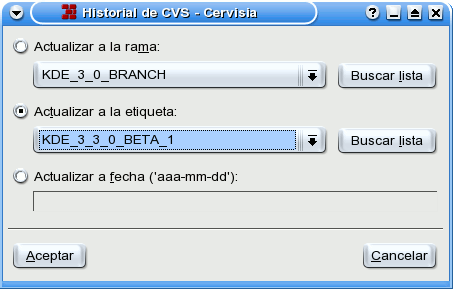 Historial de CVS - Cervisia
Actualizar a la rama:
KDE_3_0_BRANCH
Buscar lista
Actualizar a la etiqueta:
KDE_3_3_0_BETA_1
Buscar lista
Actualizar a fecha ('aaa-mm-dd'):
Aceptar
Cancelar